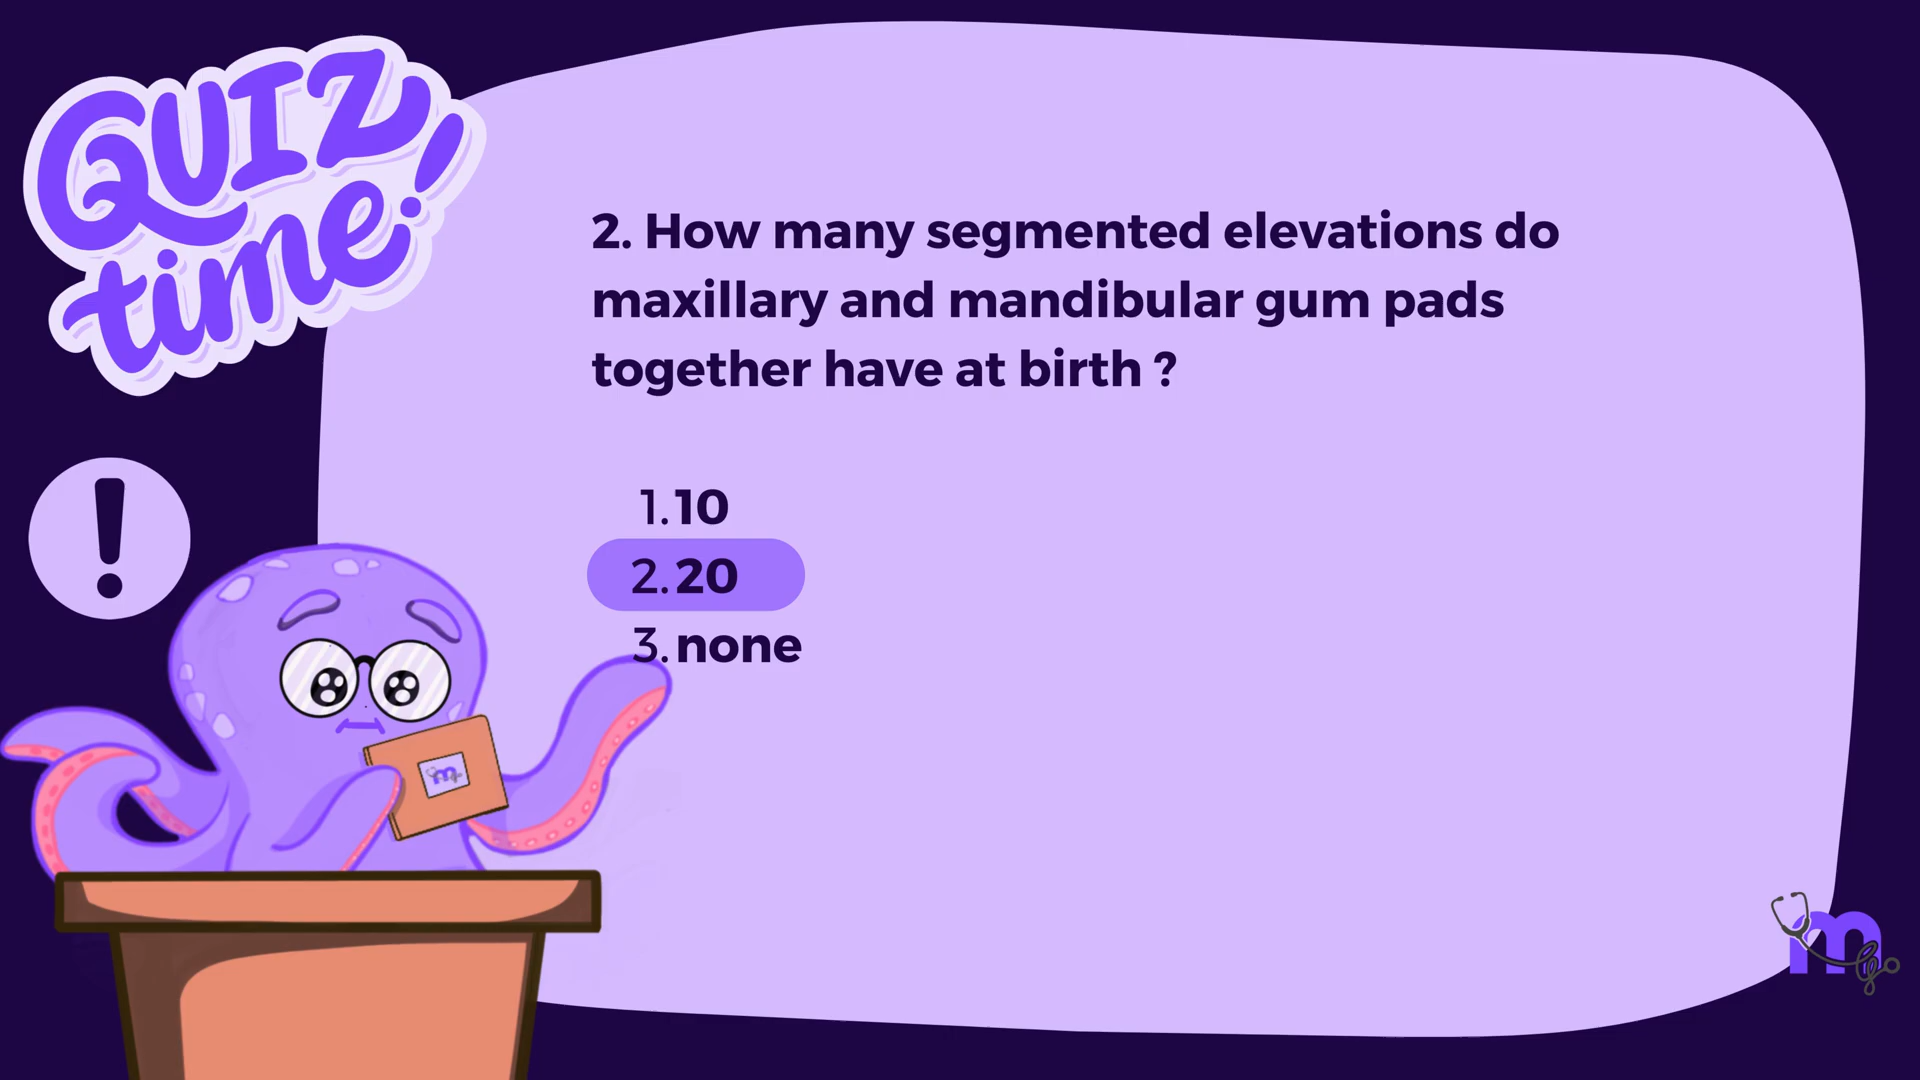 QUIZ
time!
2. How many segmented elevations do
maxillary and mandibular gum pads
together have at birth ?
1. 10
2. 20
3. none
m
mgo